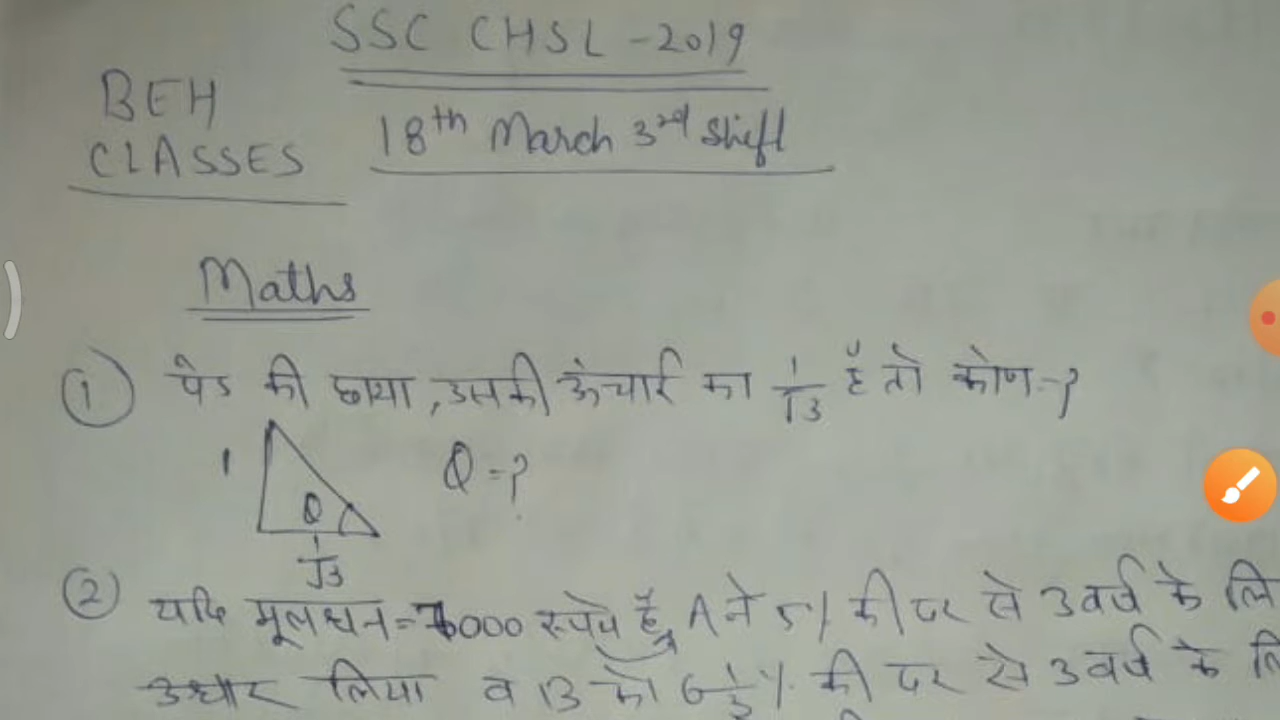 SSC CHSL - 2019
BEH
CLASSES
18th March 3rd shift
Maths
① पेड की छाया, उसकी ऊंचाई का 1/√3 है तो कोण = ?
1 θ θ = ?
1/√3
② यदि मूलधन = 7000 रूपये है, A ने 5% की दर से 3 वर्ष के लि
उधार लिया व B को 6 1/3 % की दर से 3 वर्ष के लि